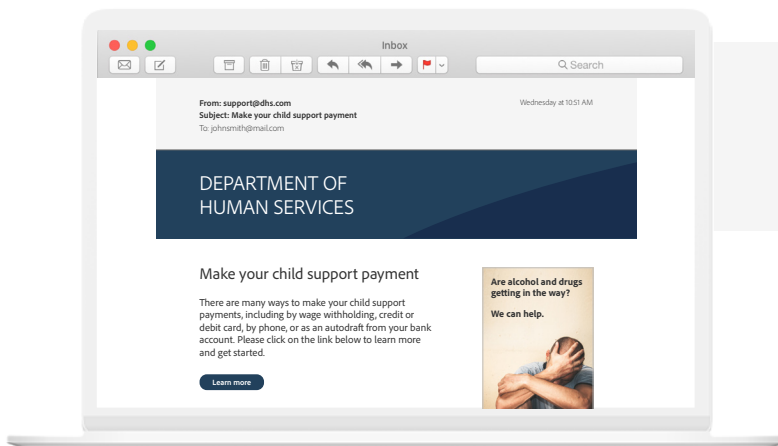 Inbox
Search
From: support@dhs.com
Wednesday at 10:51 AM
Subject: Make your child support payment
To: johnsmith@mail.com
DEPARTMENT OF
HUMAN SERVICES
Make your child support payment
There are many ways to make your child support
payments, including by wage withholding, credit or
debit card, by phone, or as an autodraft from your bank
account. Please click on the link below to learn more
and get started.
Learn more
Are alcohol and drugs
getting in the way?
We can help.